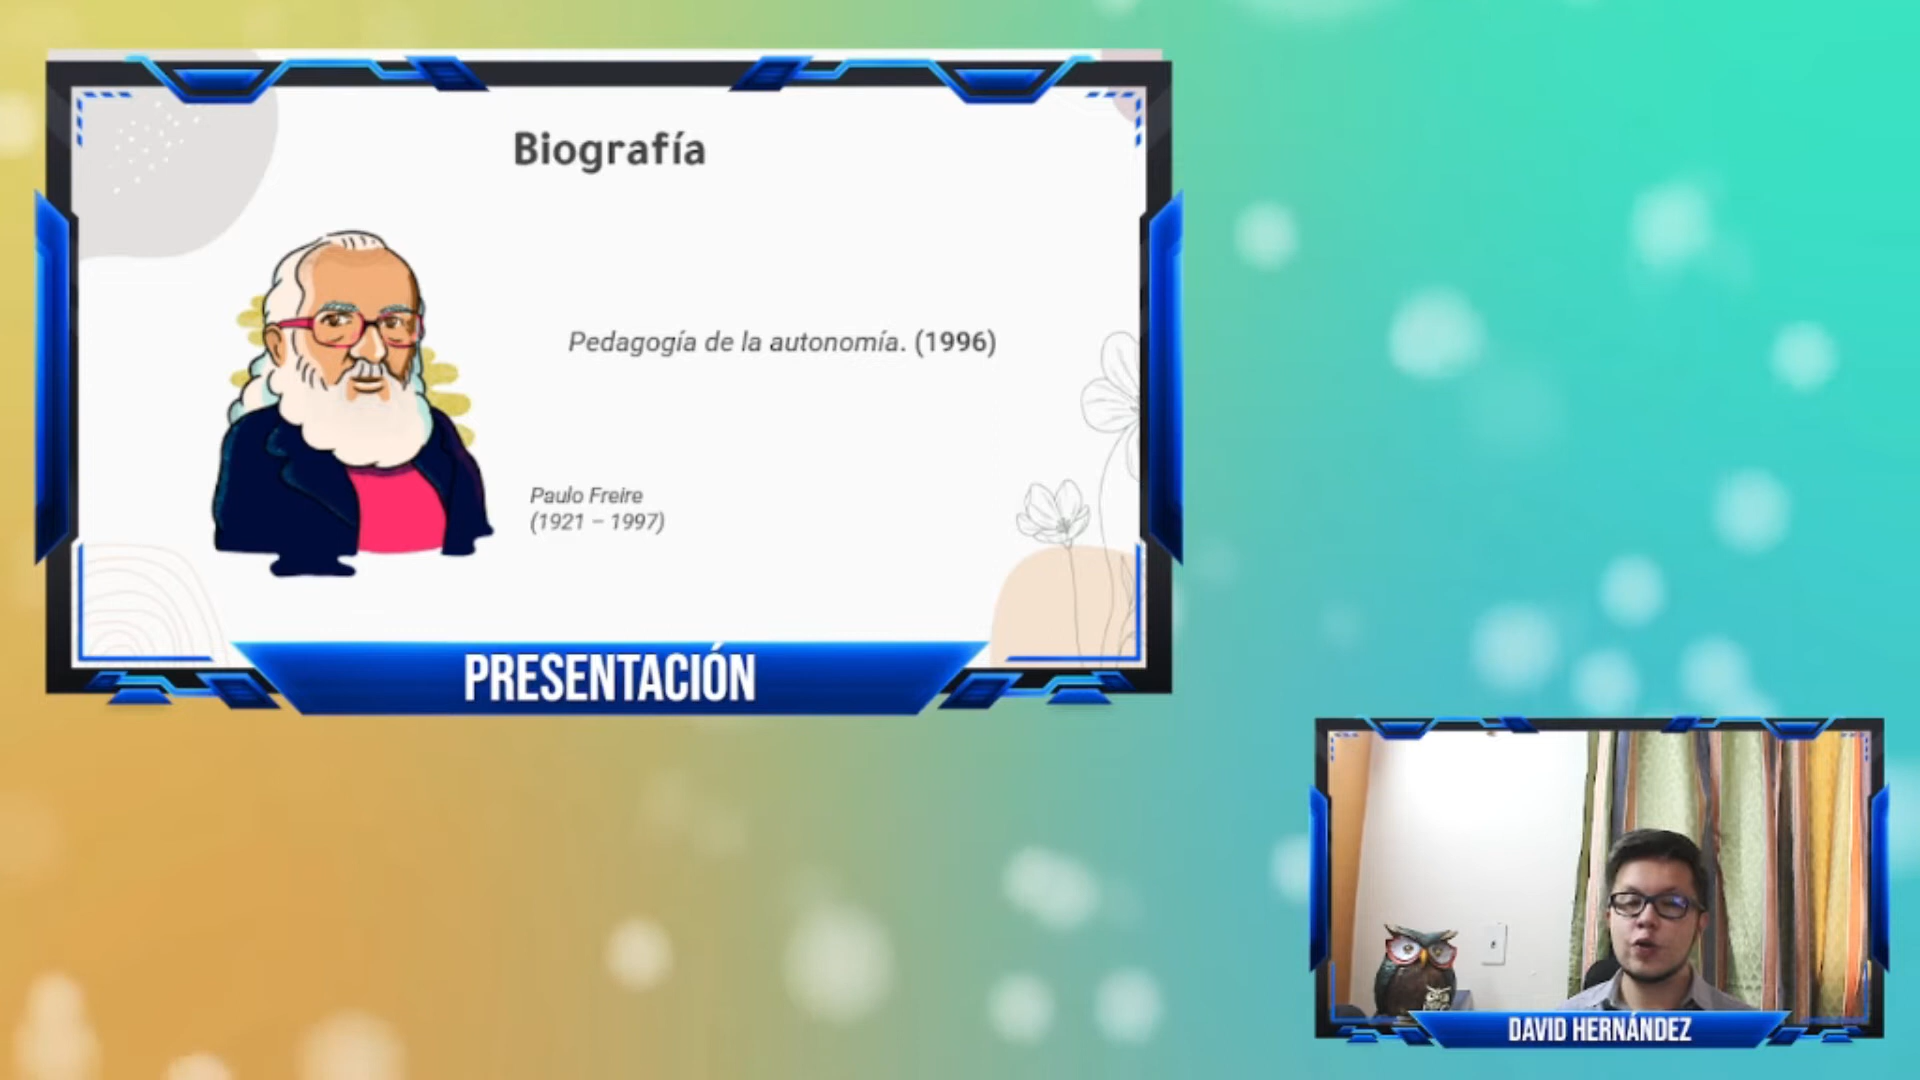 Biografía
Pedagogía de la autonomía. (1996)
Paulo Freire
(1921 – 1997)
PRESENTACIÓN
DAVID HERNÁNDEZ